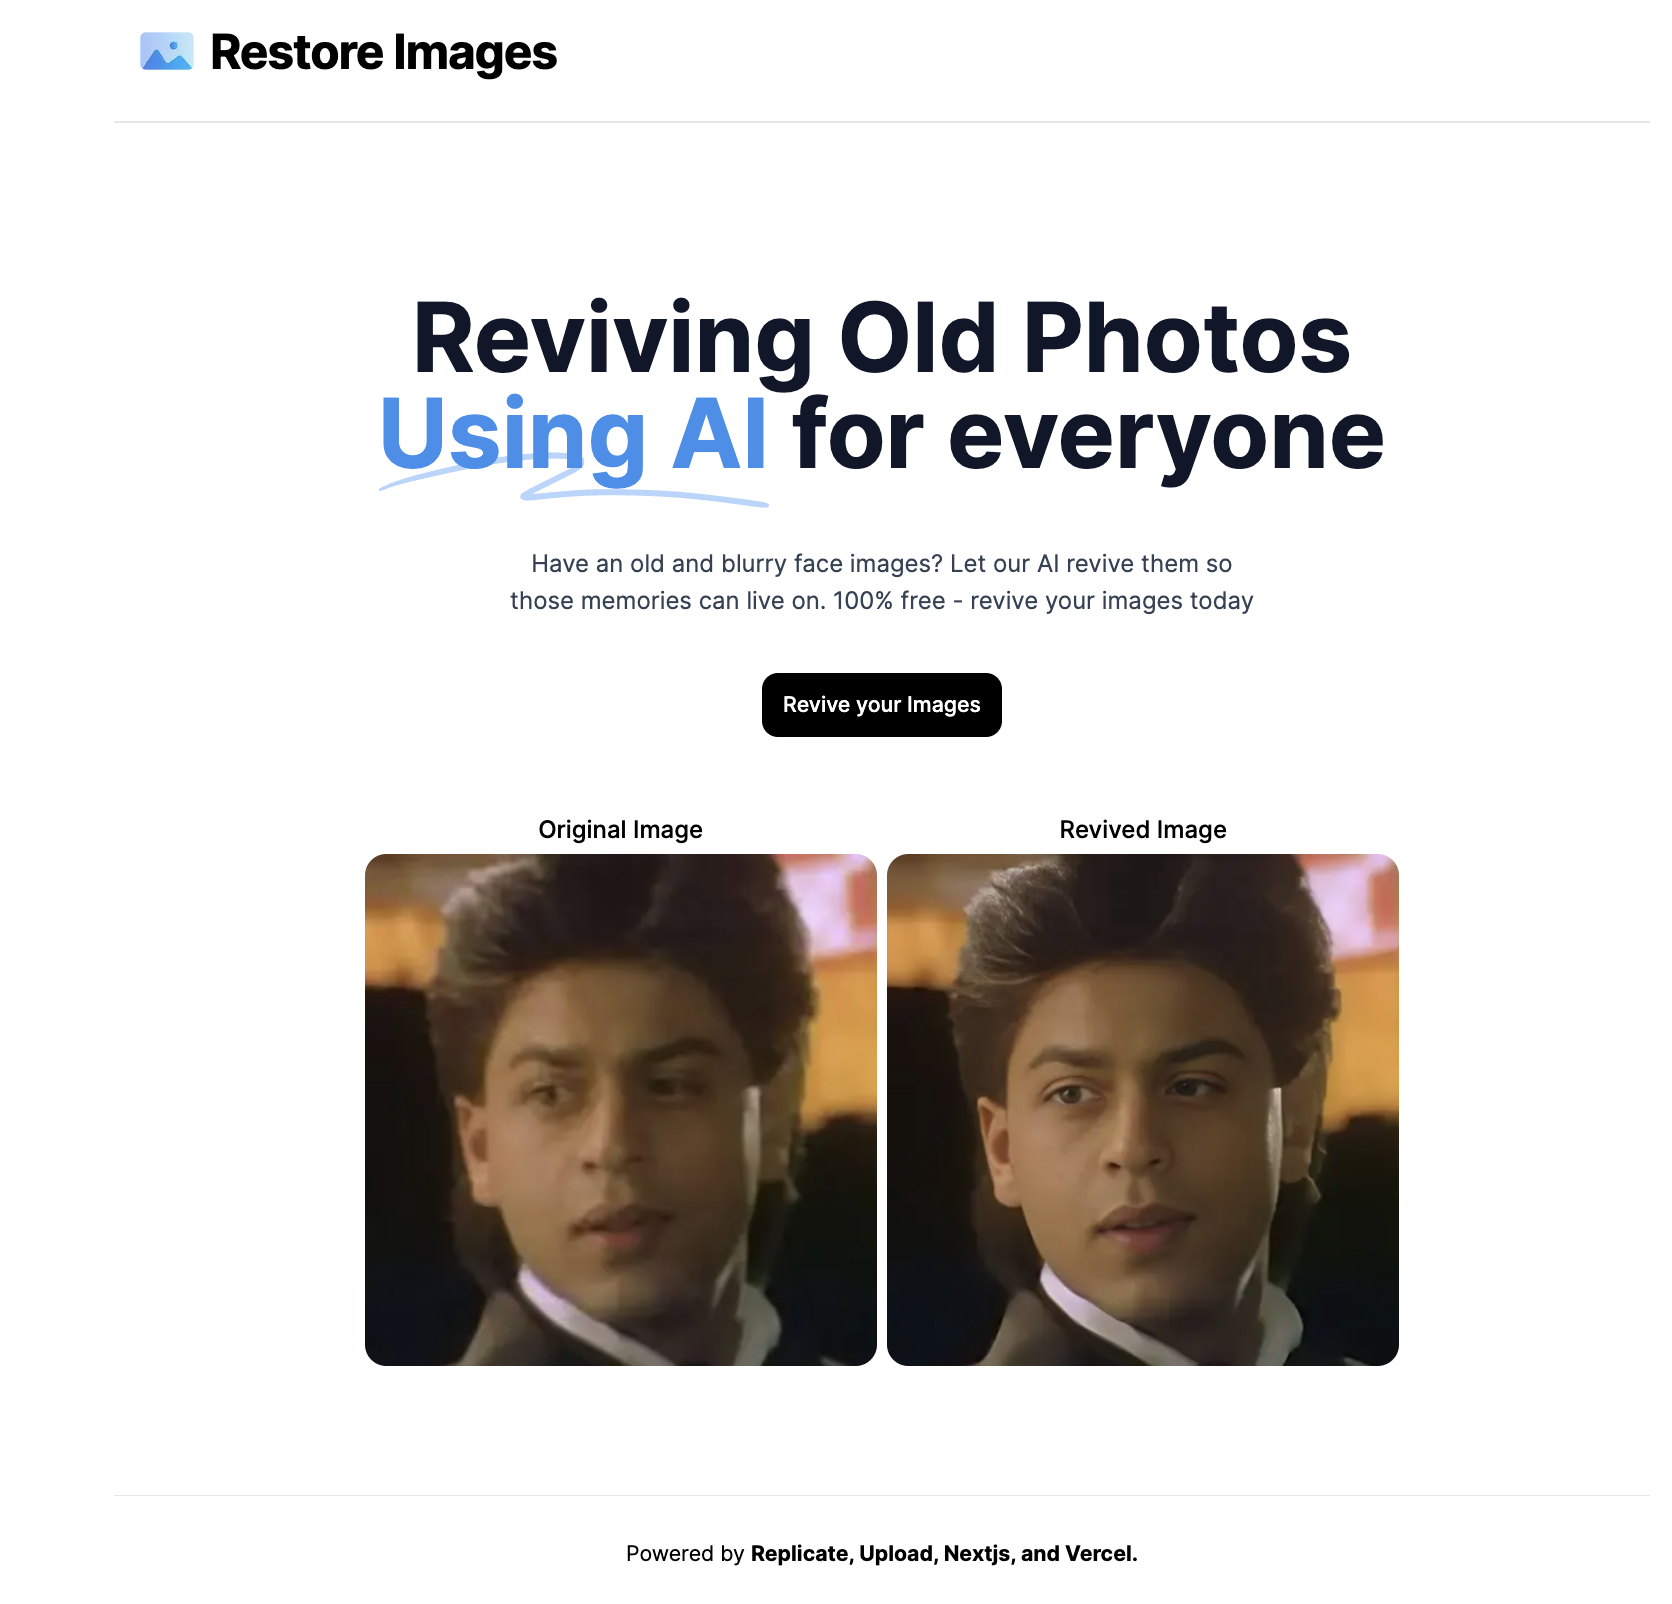 Restore Images
Reviving Old Photos
Using AI for everyone
Have an old and blurry face images? Let our AI revive them so
those memories can live on. 100% free - revive your images today
Revive your Images
Original Image
Revived Image
Powered by Replicate, Upload, Nextjs, and Vercel.